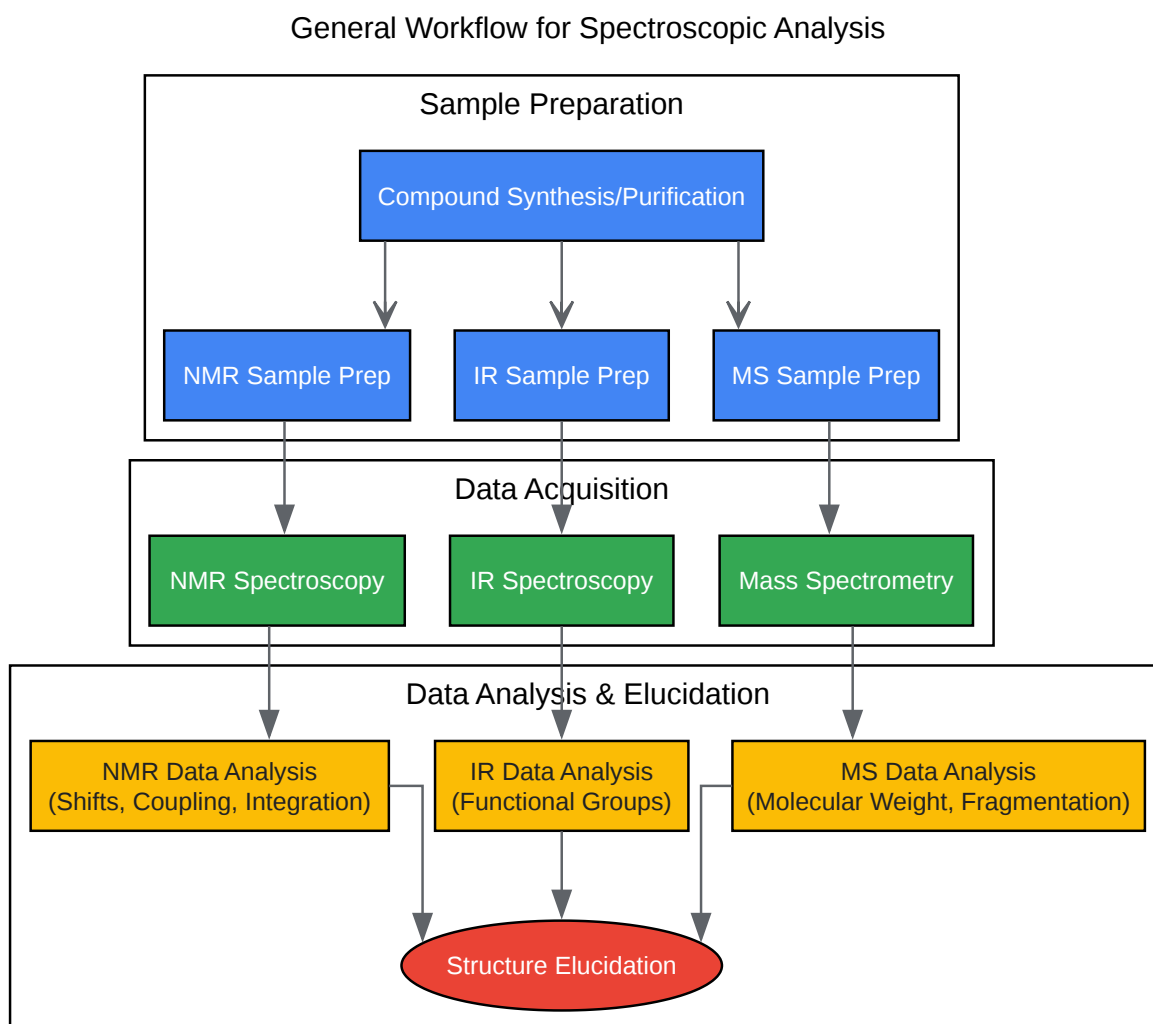 General Workflow for Spectroscopic Analysis
Sample Preparation
Compound Synthesis/Purification
NMR Sample Prep
IR Sample Prep
MS Sample Prep
Data Acquisition
NMR Spectroscopy
IR Spectroscopy
Mass Spectrometry
Data Analysis & Elucidation
NMR Data Analysis
(Shifts, Coupling, Integration)
IR Data Analysis
(Functional Groups)
MS Data Analysis
(Molecular Weight, Fragmentation)
Structure Elucidation